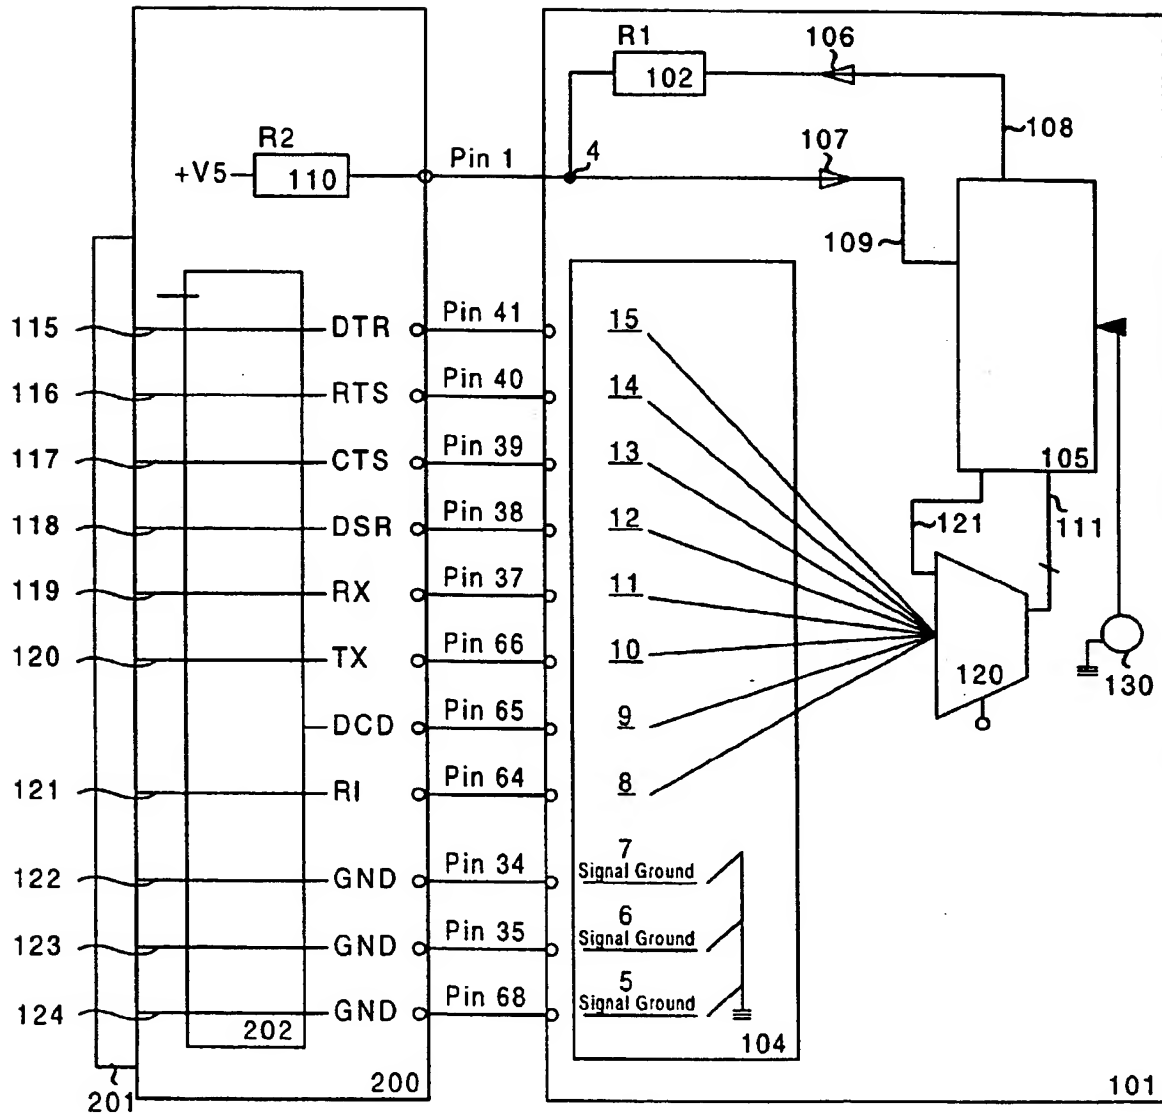 R1
106
102
108
R2
Pin 1
4
107
+V5
110
109
115
DTR
Pin 41
15
116
RTS
Pin 40
14
117
CTS
Pin 39
13
105
118
DSR
Pin 38
12
121
111
119
RX
Pin 37
11
120
TX
Pin 66
10
120
130
DCD
Pin 65
9
121
RI
Pin 64
8
7
122
GND
Pin 34
Signal Ground
6
123
GND
Pin 35
Signal Ground
5
124
GND
Pin 68
Signal Ground
202
104
201
200
101